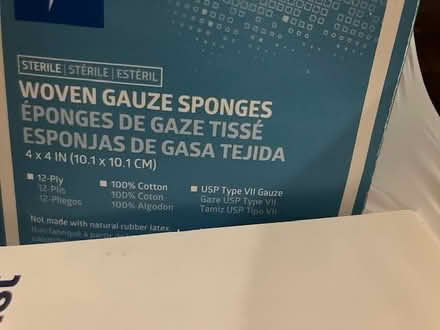 STERILE | STÉRILE | ESTÉRIL
WOVEN GAUZE SPONGES
ÉPONGES DE GAZE TISSÉ
ESPONJAS DE GASA TEJIDA
4 x 4 IN (10.1 x 10.1 CM)
12-Ply
12-Plis
12-Pliegos
100% Cotton
100% Coton
100% Algodon
USP Type VII Gauze
Gaze USP Type VII
Tamiz USP Tipo VII
Not made with natural rubber latex